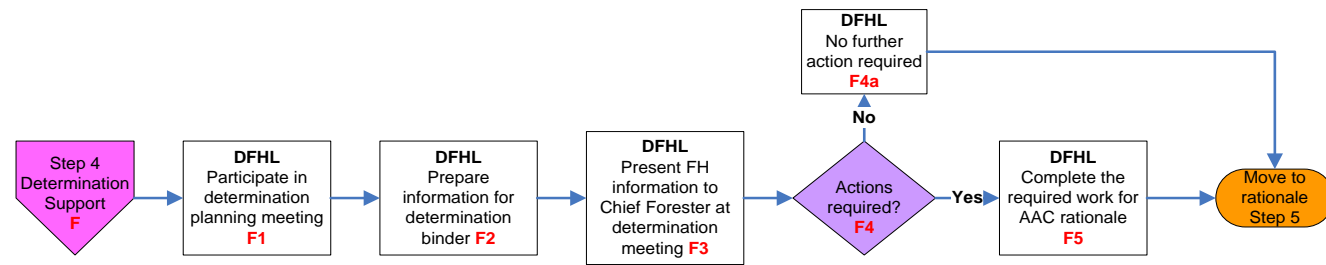 Step 4
Determination
Support
F
DFHL
Participate in
determination
planning meeting
F1
DFHL
Prepare
information for
determination
binder F2
DFHL
Present FH
information to
Chief Forester at
determination
meeting F3
Actions
required?
F4
No
DFHL
No further
action required
F4a
Yes
DFHL
Complete the
required work for
AAC rationale
F5
Move to
rationale
Step 5